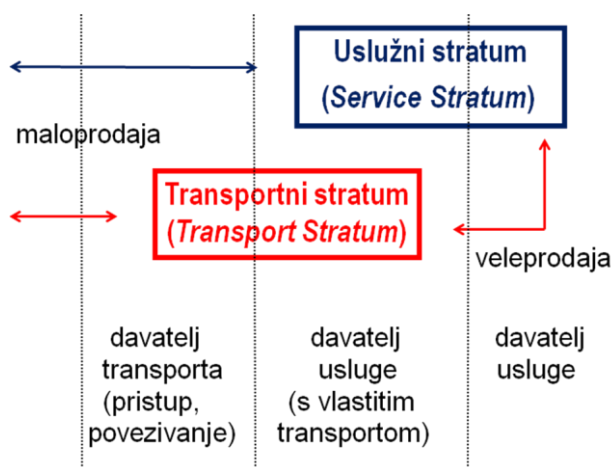 Uslužni stratum
(Service Stratum)
maloprodaja
Transportni stratum
(Transport Stratum)
veleprodaja
davatelj
transporta
(pristup,
povezivanje)
davatelj
usluge
(s vlastitim
transportom)
davatelj
usluge